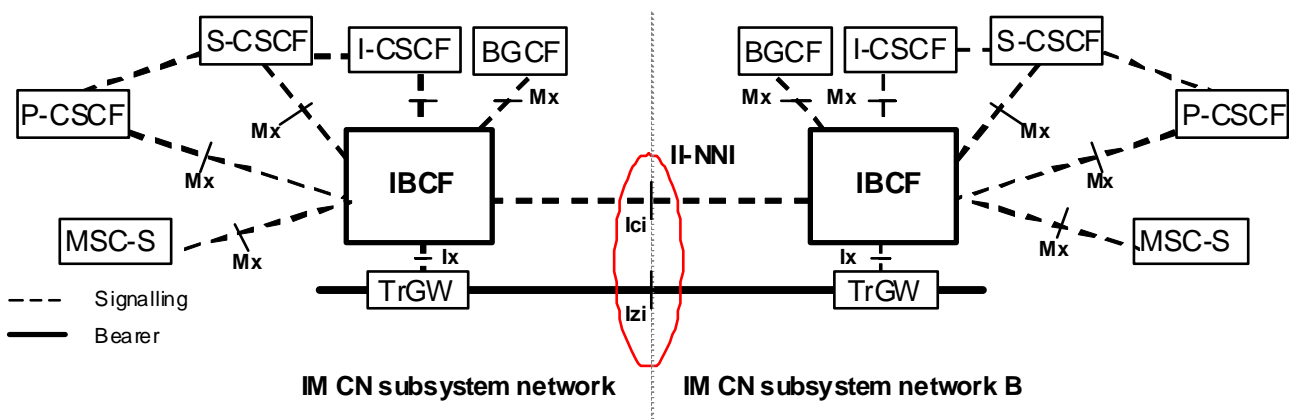 S-CSCF
I-CSCF
BGCF
BGCF
I-CSCF
S-CSCF
P-CSCF
P-CSCF
Mx
Mx
Mx
Mx
Mx
II-NNI
IBCF
IBCF
Mx
Mx
MSC-S
Ici
MSC-S
Mx
Ix
Ix
Mx
TrGW
TrGW
Signalling
Izi
Bearer
IM CN subsystem network
IM CN subsystem network B